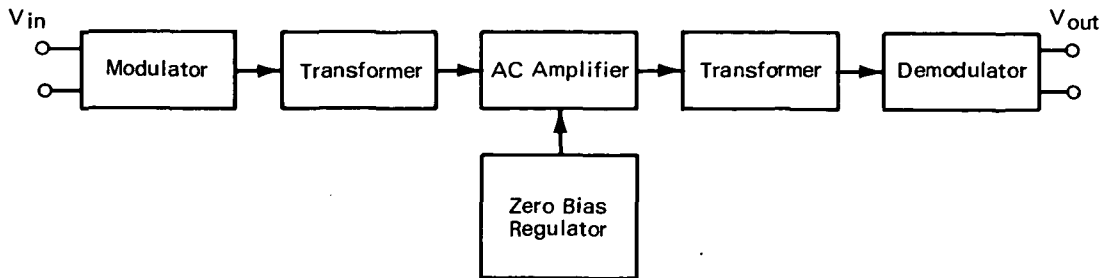 Vin
Vout
Modulator
Transformer
AC Amplifier
Transformer
Demodulator
Zero Bias
Regulator